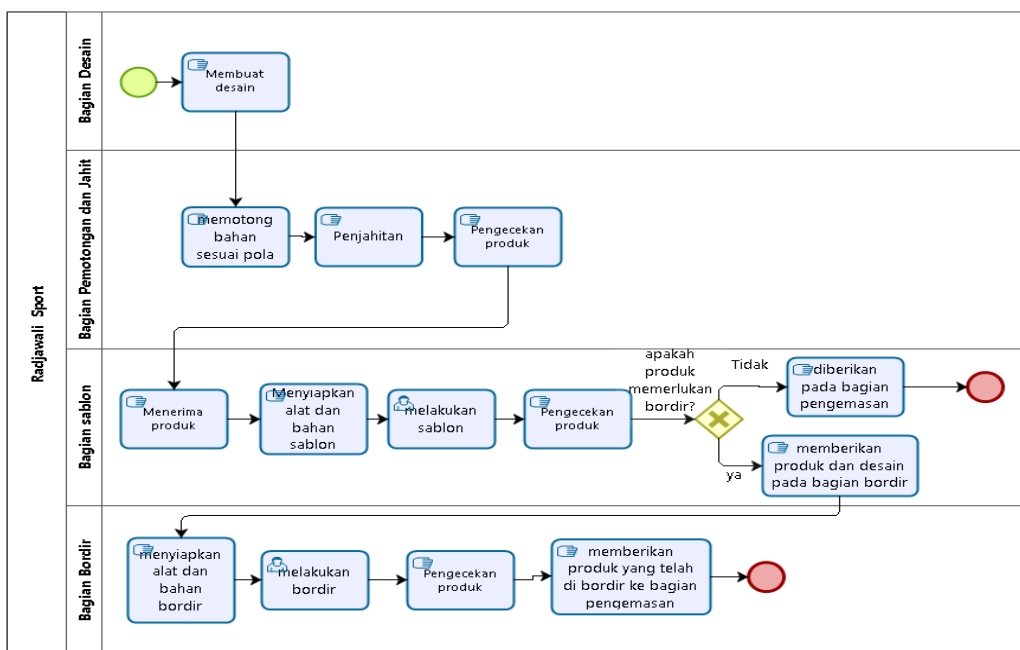 Radjawali Sport
Bagian Desain
Membuat
desain
Bagian Pemotongan dan Jahit
memotong
bahan
sesuai pola
Penjahitan
Pengecekan
produk
Bagian sablon
Menerima
produk
Menyiapkan
alat dan
bahan
sablon
melakukan
sablon
Pengecekan
produk
apakah
produk
memerlukan
bordir?
Tidak
diberikan
pada bagian
pengemasan
ya
memberikan
produk dan desain
pada bagian bordir
Bagian Bordir
menyiapkan
alat dan
bahan
bordir
melakukan
bordir
Pengecekan
produk
memberikan
produk yang telah
di bordir ke bagian
pengemasan